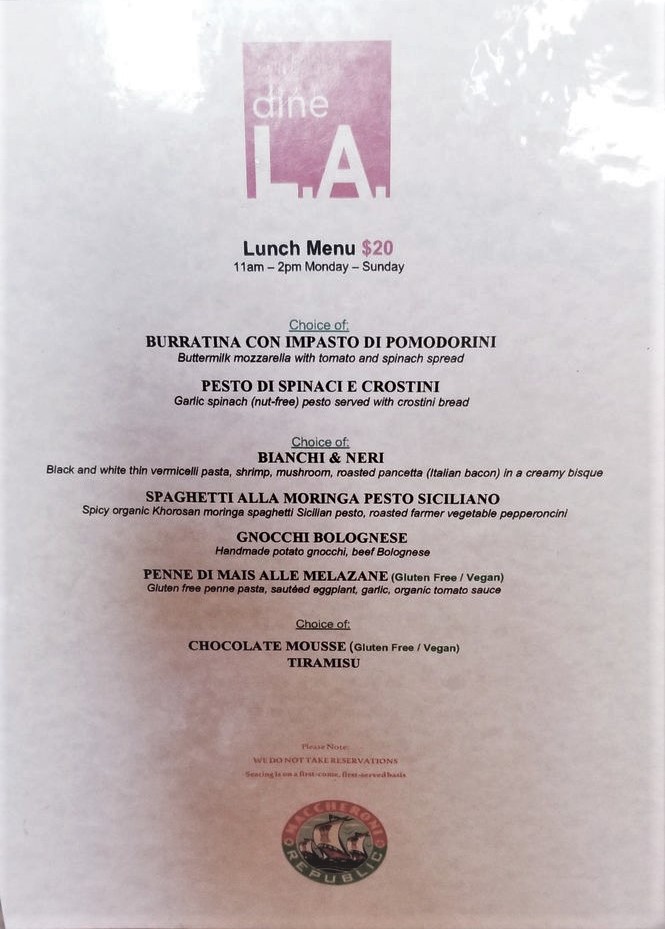 dine
L.A.
Lunch Menu $20
11am – 2pm Monday – Sunday
Choice of:
BURRATINA CON IMPASTO DI POMODORINI
Buttermilk mozzarella with tomato and spinach spread
PESTO DI SPINACI E CROSTINI
Garlic spinach (nut-free) pesto served with crostini bread
Choice of:
BIANCHI & NERI
Black and white thin vermicelli pasta, shrimp, mushroom, roasted pancetta (Italian bacon) in a creamy bisque
SPAGHETTI ALLA MORINGA PESTO SICILIANO
Spicy organic Khorosan moringa spaghetti Sicilian pesto, roasted farmer vegetable pepperoncini
GNOCCHI BOLOGNESE
Handmade potato gnocchi, beef Bolognese
PENNE DI MAIS ALLE MELAZANE (Gluten Free / Vegan)
Gluten free penne pasta, sautéed eggplant, garlic, organic tomato sauce
Choice of:
CHOCOLATE MOUSSE (Gluten Free / Vegan)
TIRAMISU
Please Note:
WE DO NOT TAKE RESERVATIONS
Seating is on a first-come, first-served basis
MACCHERONI
REPUBLIC